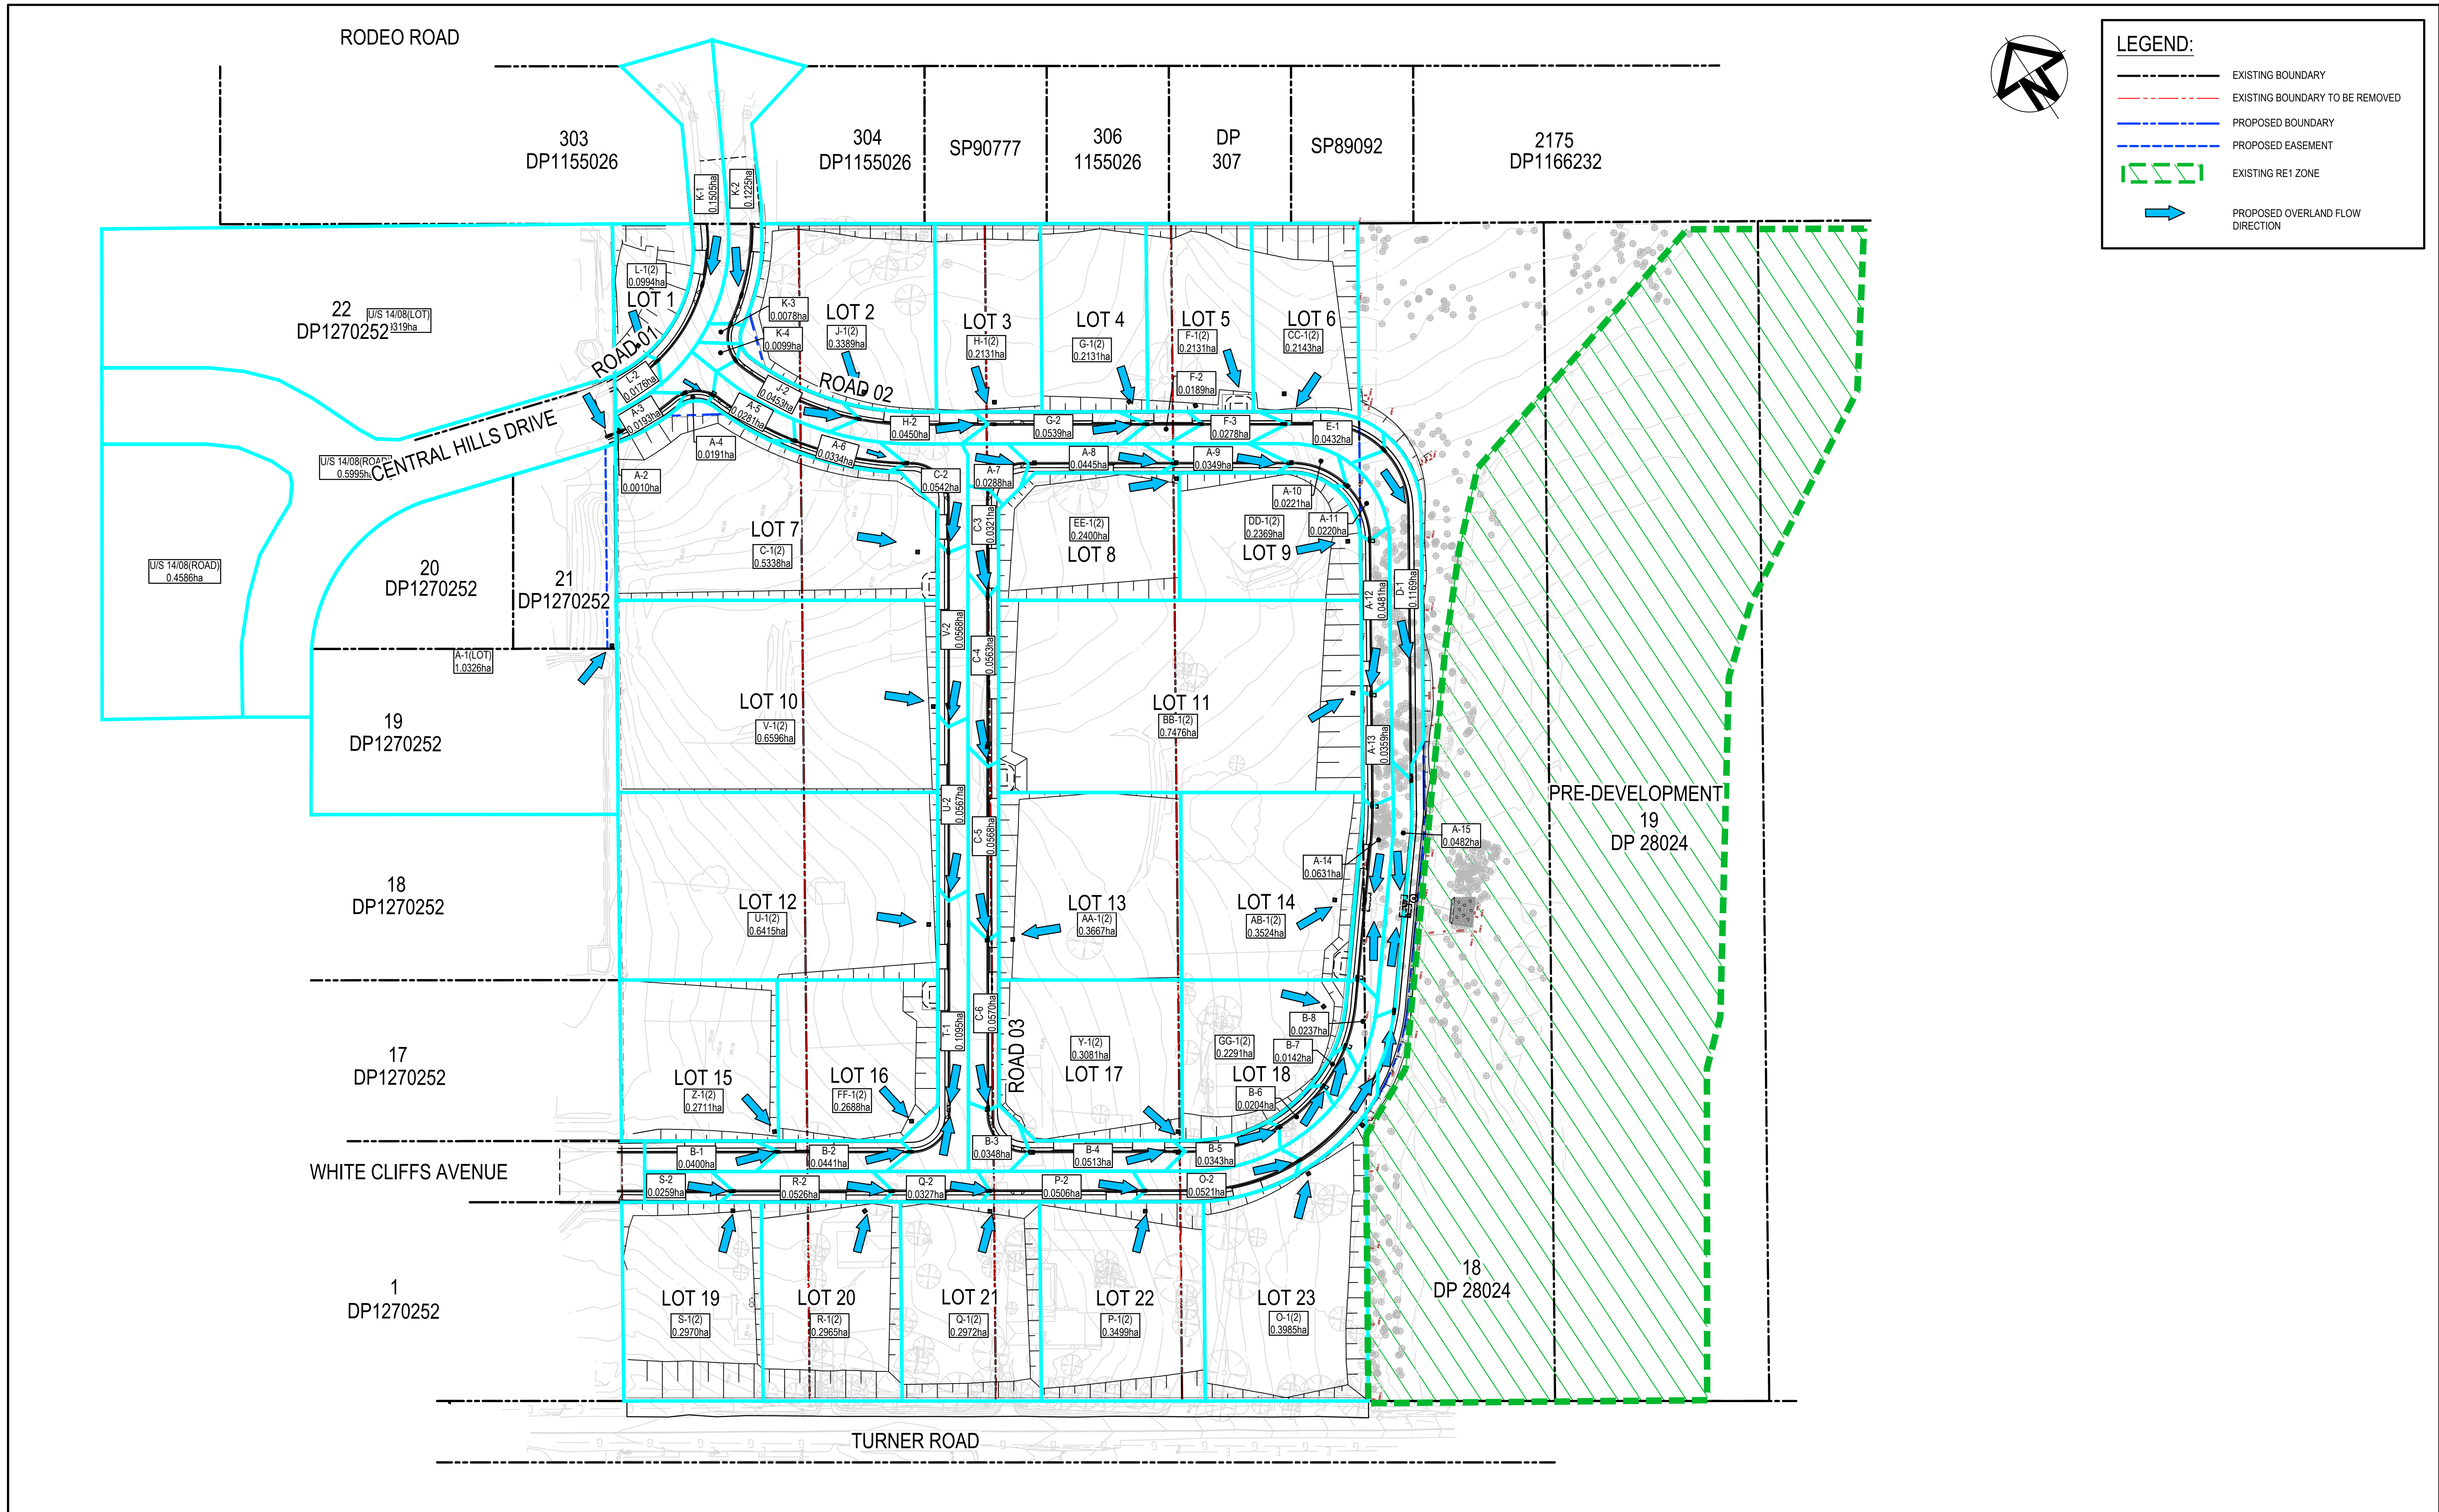 RODEO ROAD
LEGEND:
EXISTING BOUNDARY
EXISTING BOUNDARY TO BE REMOVED
PROPOSED BOUNDARY
PROPOSED EASEMENT
EXISTING RE1 ZONE
PROPOSED OVERLAND FLOW
DIRECTION
N
303
DP1155026
304
DP1155026
SP90777
306
1155026
DP
307
SP89092
2175
DP1166232
K-1
0.1505ha
K-2
0.1225ha
L-1(2)
0.0994ha
LOT 1
22
DP1270252
U/S 14/08(LOT)
319ha
K-3
0.0078ha
K-4
0.0099ha
LOT 2
J-1(2)
0.3389ha
LOT 3
H-1(2)
0.2131ha
LOT 4
G-1(2)
0.2131ha
LOT 5
F-1(2)
0.2131ha
LOT 6
CC-1(2)
0.2143ha
ROAD 01
ROAD 02
L-2
0.0176ha
A-3
0.0193ha
A-5
0.0281ha
J-2
0.0453ha
F-2
0.0189ha
H-2
0.0450ha
G-2
0.0539ha
F-3
0.0278ha
E-1
0.0432ha
CENTRAL HILLS DRIVE
U/S 14/08(ROAD)
0.5995ha
A-2
0.0010ha
A-4
0.0191ha
A-6
0.0334ha
C-2
0.0542ha
A-7
0.0288ha
A-8
0.0445ha
A-9
0.0349ha
A-10
0.0221ha
A-11
0.0220ha
LOT 7
C-1(2)
0.5338ha
C-3
0.0321ha
EE-1(2)
0.2400ha
LOT 8
DD-1(2)
0.2369ha
LOT 9
U/S 14/08(ROAD)
0.4586ha
20
DP1270252
21
DP1270252
A-12
0.0481ha
D-1
0.1169ha
V-2
0.0568ha
C-4
0.0563ha
A-1(LOT)
1.0326ha
LOT 10
V-1(2)
0.6596ha
LOT 11
BB-1(2)
0.7476ha
A-13
0.0359ha
19
DP1270252
U-2
0.0567ha
C-5
0.0568ha
PRE-DEVELOPMENT
19
DP 28024
A-15
0.0482ha
A-14
0.0631ha
18
DP1270252
LOT 12
U-1(2)
0.6415ha
LOT 13
AA-1(2)
0.3667ha
LOT 14
AB-1(2)
0.3524ha
T-1
0.1095ha
C-6
0.0570ha
ROAD 03
17
DP1270252
LOT 15
Z-1(2)
0.2711ha
LOT 16
FF-1(2)
0.2688ha
Y-1(2)
0.3081ha
LOT 17
GG-1(2)
0.2291ha
LOT 18
B-8
0.0237ha
B-7
0.0142ha
B-6
0.0204ha
WHITE CLIFFS AVENUE
B-1
0.0400ha
B-2
0.0441ha
B-3
0.0348ha
B-4
0.0513ha
B-5
0.0343ha
S-2
0.0259ha
R-2
0.0526ha
Q-2
0.0327ha
P-2
0.0506ha
O-2
0.0521ha
1
DP1270252
LOT 19
S-1(2)
0.2970ha
LOT 20
R-1(2)
0.2965ha
LOT 21
Q-1(2)
0.2972ha
LOT 22
P-1(2)
0.3499ha
LOT 23
O-1(2)
0.3985ha
18
DP 28024
TURNER ROAD